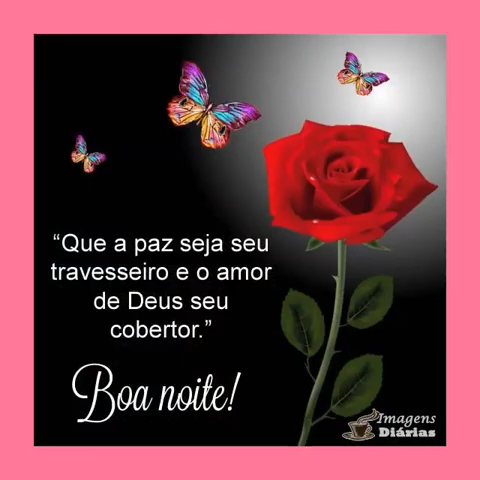 “Que a paz seja seu
travesseiro e o amor
de Deus seu
cobertor.”
Boa noite!
Imagens
Diárias